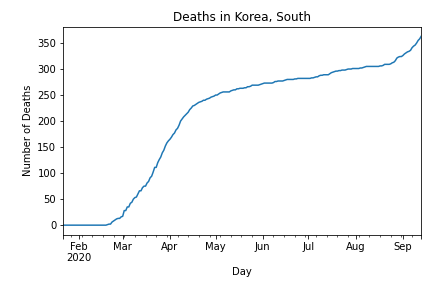 Deaths in Korea, South
Number of Deaths
350
300
250
200
150
100
50
0
Feb
2020
Mar
Apr
May
Jun
Jul
Aug
Sep
Day